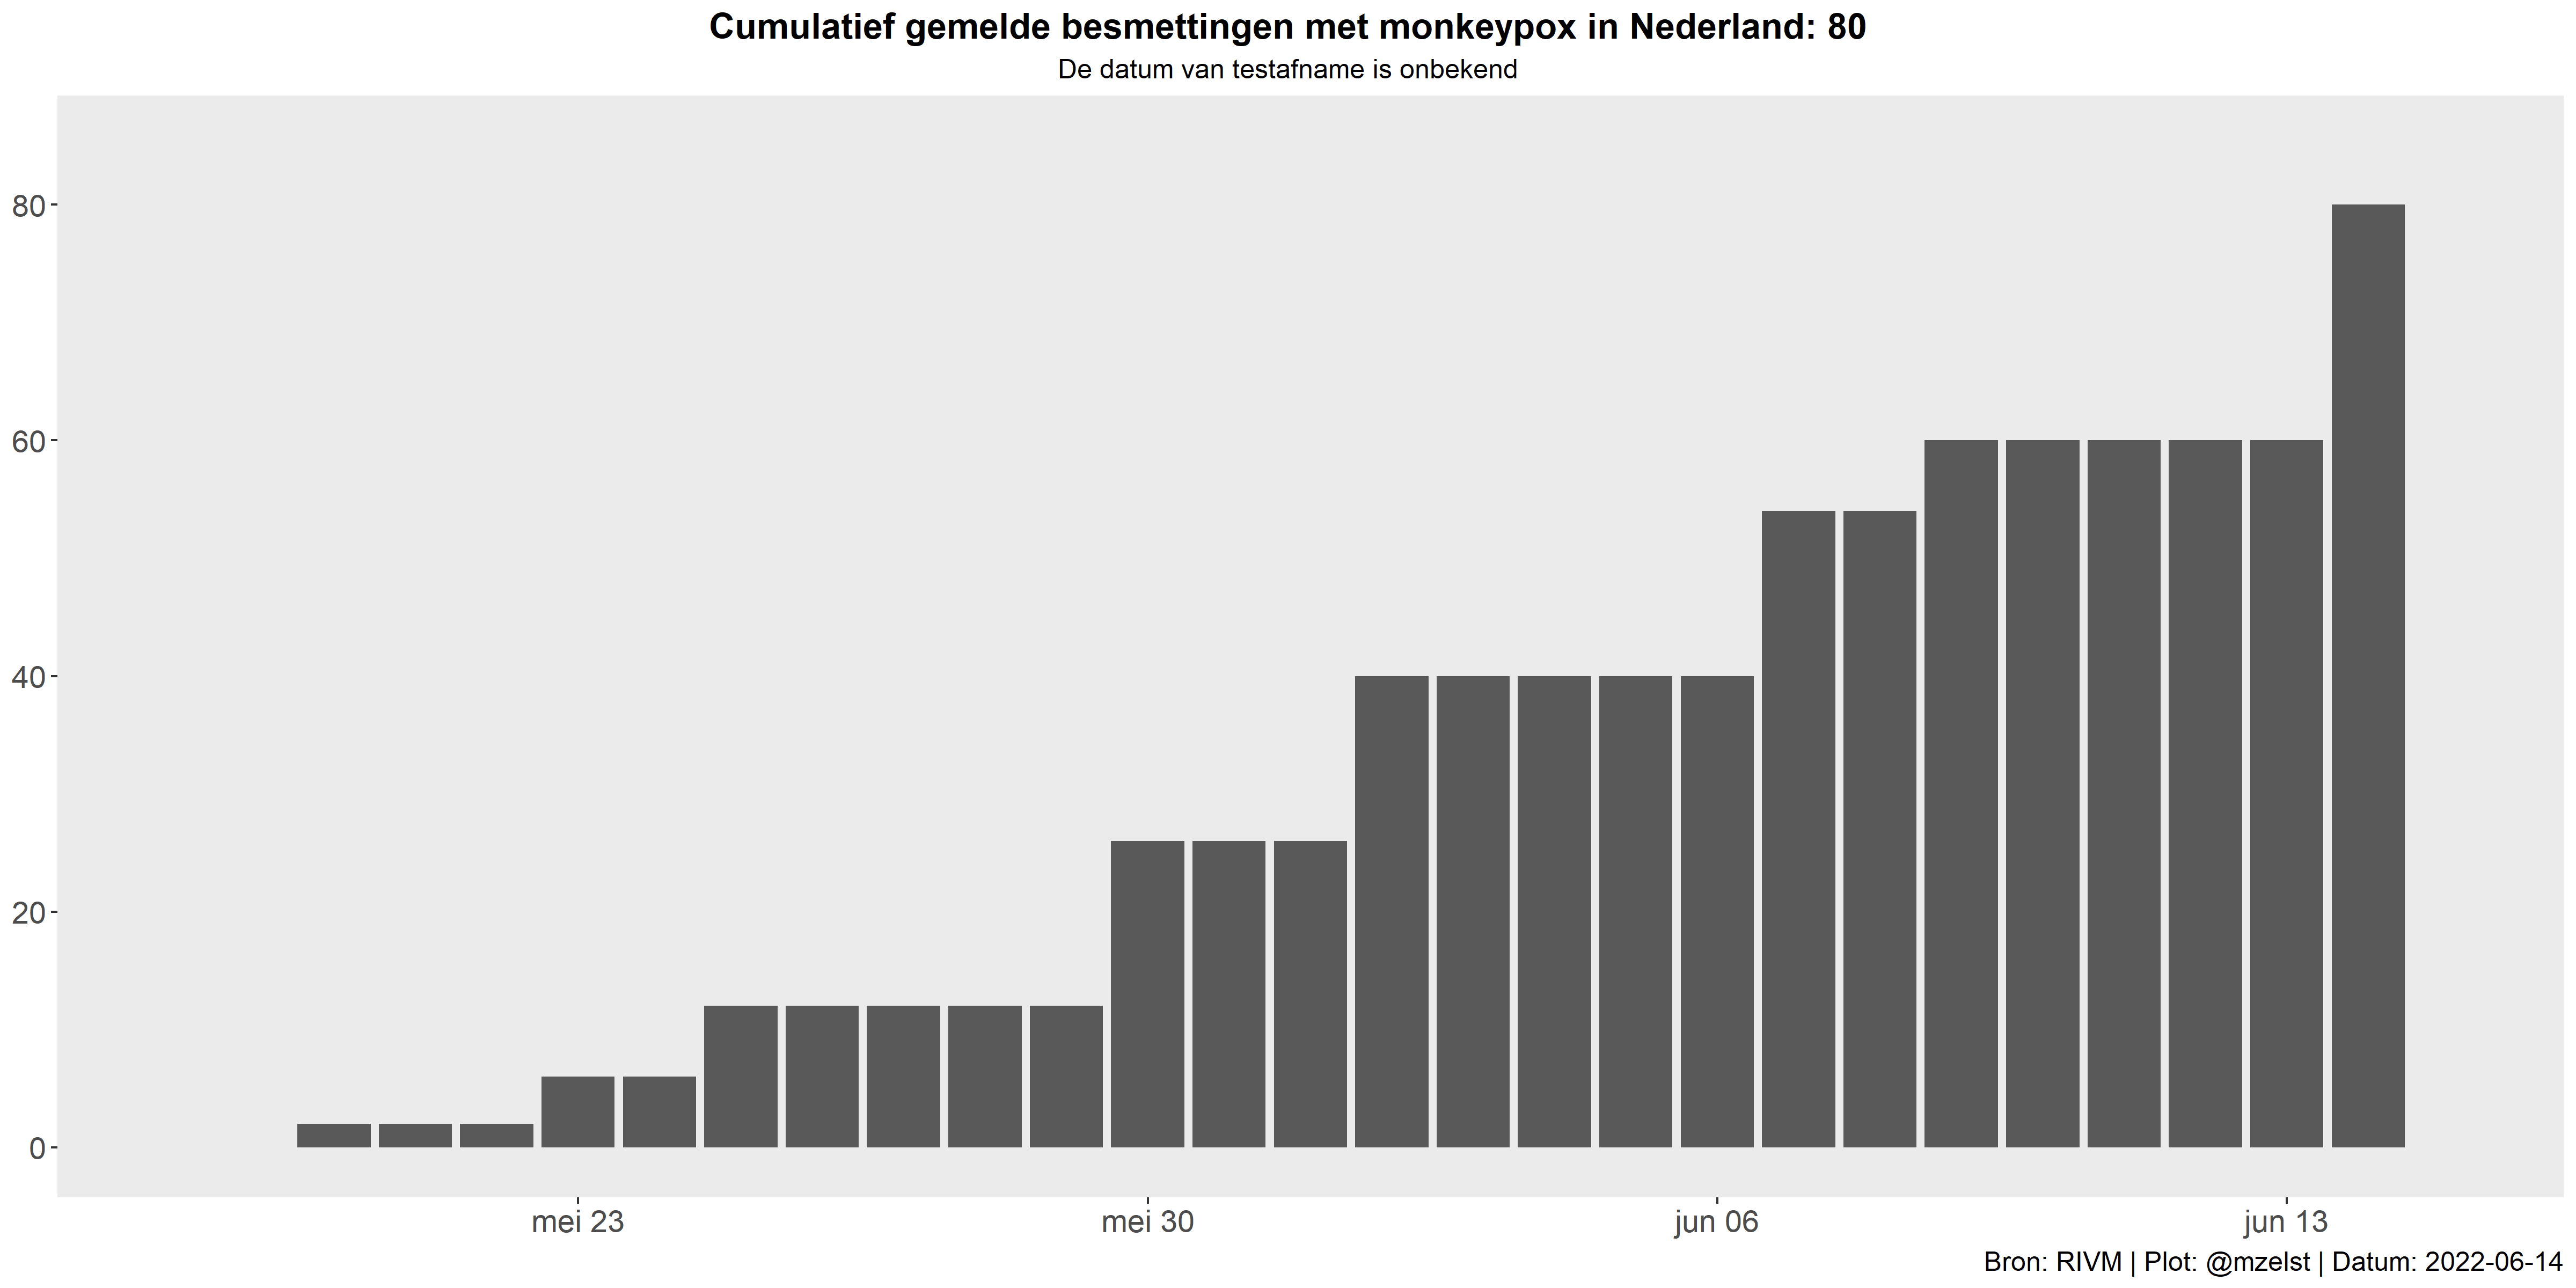 Cumulatief gemelde besmettingen met monkeypox in Nederland: 80
De datum van testafname is onbekend
80
60
40
20
0
mei 23 mei 30 jun 06 jun 13
Bron: RIVM | Plot: @mzelst | Datum: 2022-06-14